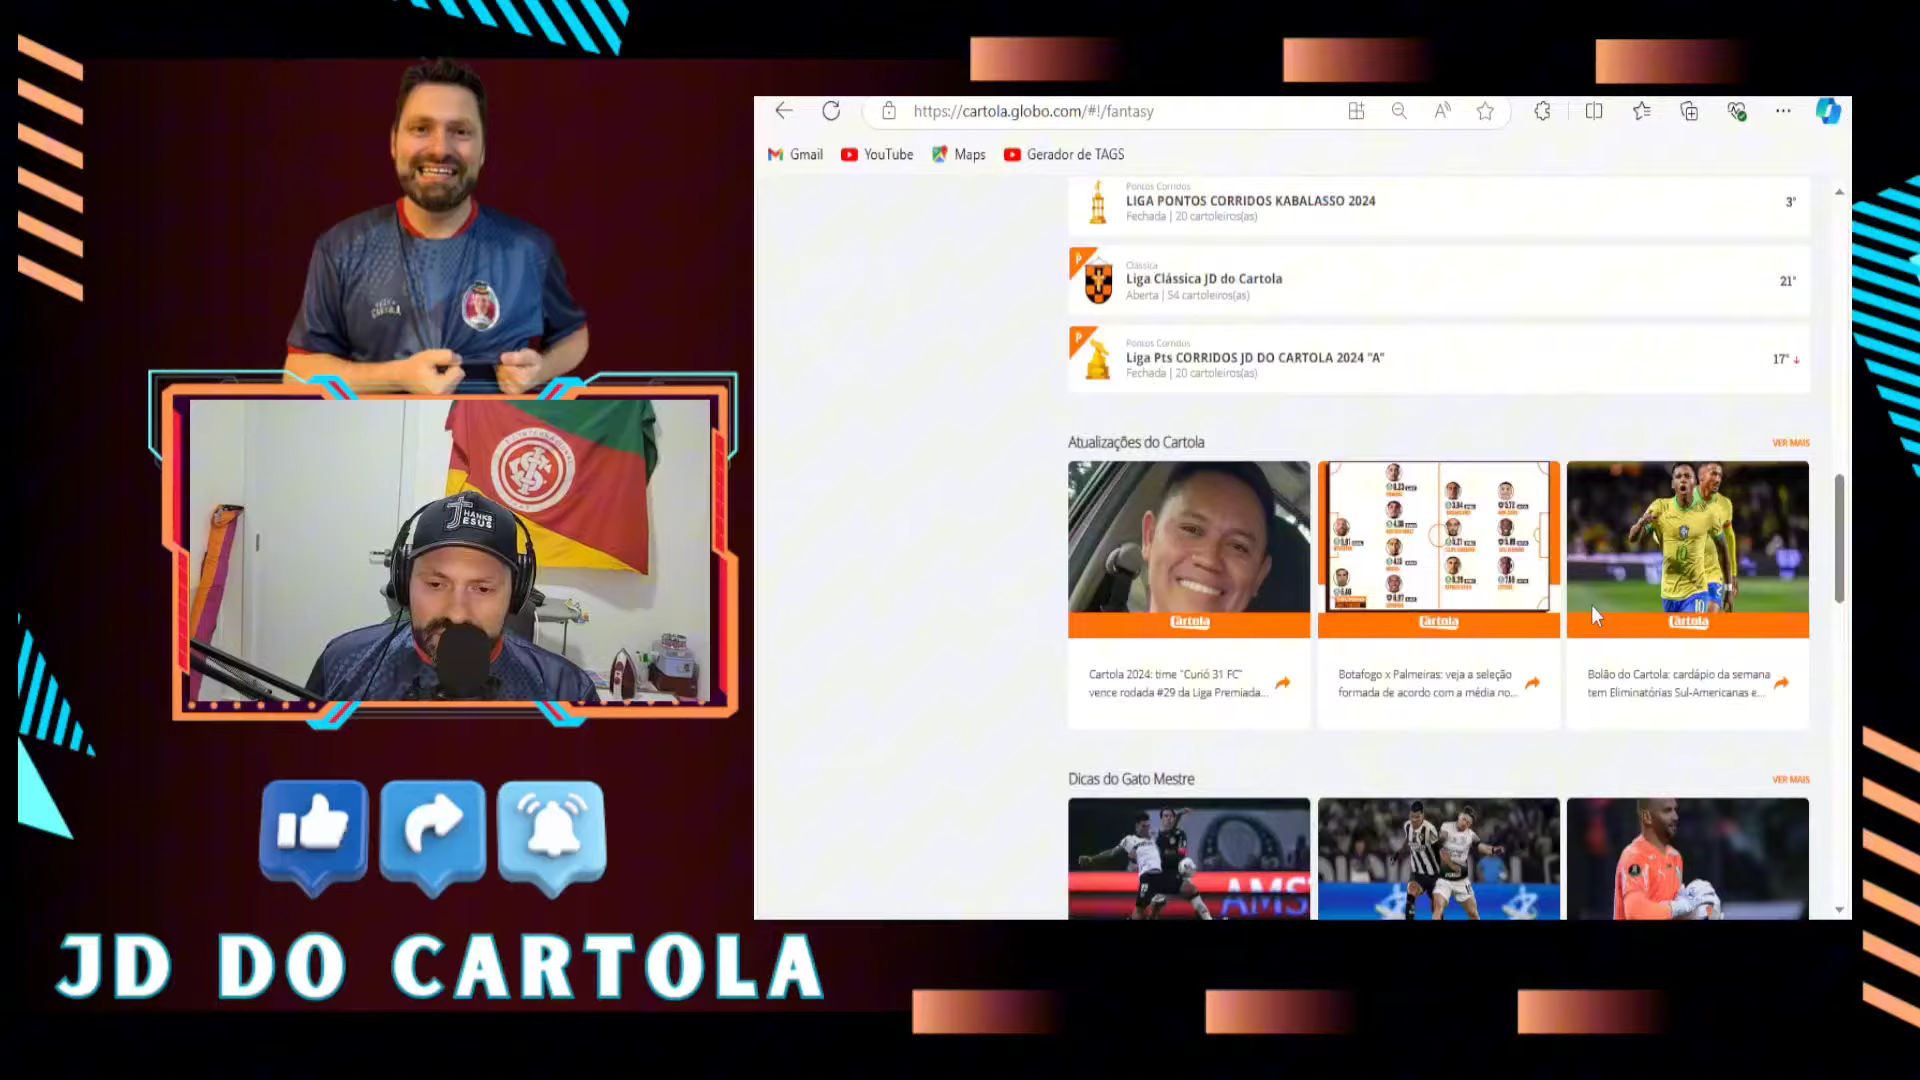 https://cartola.globo.com/#!/fantasy
Gmail YouTube Maps Gerador de TAGS
Pontos Corridos
LIGA PONTOS CORRIDOS KABALASSO 2024
3°
Fechada | 20 cartoleiros(as)
Clássica
Liga Clássica JD do Cartola
21°
Aberta | 54 cartoleiros(as)
Pontos Corridos
Liga Pts CORRIDOS JD DO CARTOLA 2024 "A"
17°
Fechada | 20 cartoleiros(as)
Atualizações do Cartola
VER MAIS
Cartola
Cartola
Cartola
Cartola 2024: time "Curió 31 FC"
vence rodada #29 da Liga Premiada...
Botafogo x Palmeiras: veja a seleção
formada de acordo com a média no...
Bolão do Cartola: cardápio da semana
tem Eliminatórias Sul-Americanas e...
Dicas do Gato Mestre
VER MAIS
AMS
THANKS
JESUS
JD DO CARTOLA